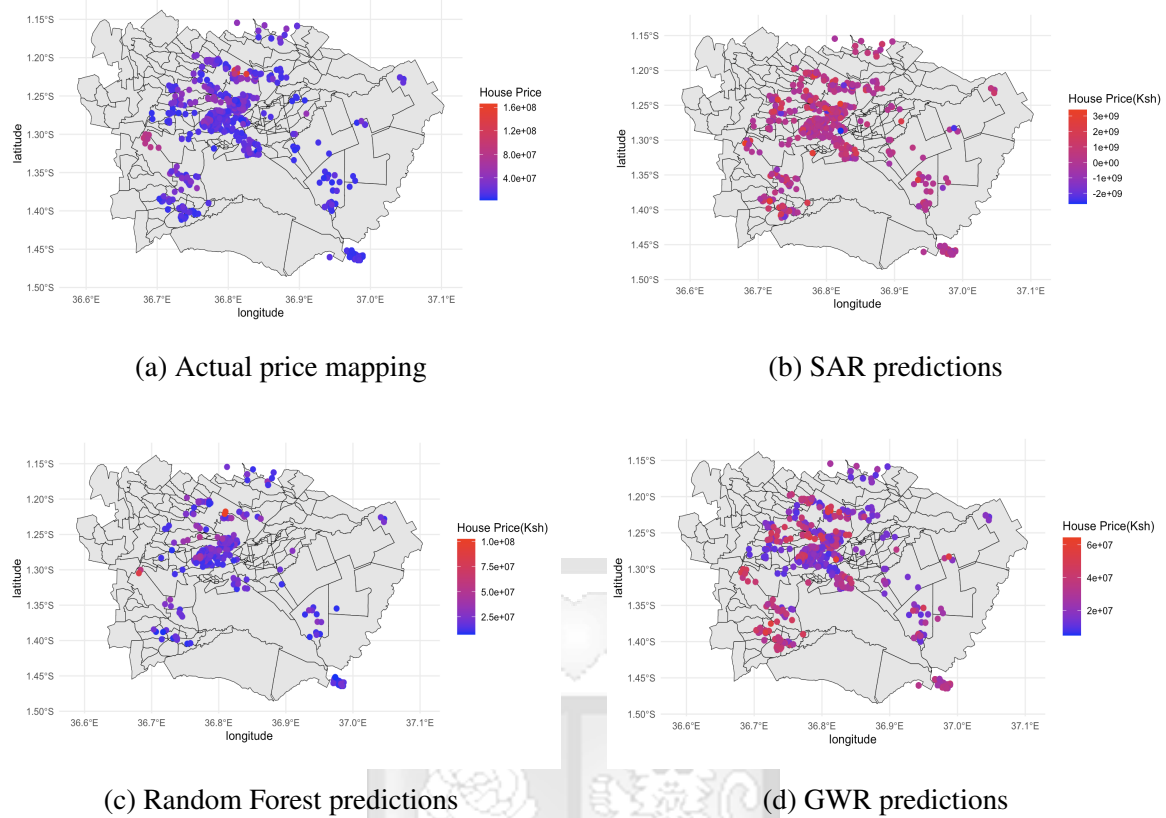 1.15°S
1.20°S
1.25°S
1.30°S
1.35°S
1.40°S
1.45°S
1.50°S
latitude
36.6°E 36.7°E 36.8°E 36.9°E 37.0°E 37.1°E
longitude
House Price
1.6e+08
1.2e+08
8.0e+07
4.0e+07
(a) Actual price mapping
1.15°S
1.20°S
1.25°S
1.30°S
1.35°S
1.40°S
1.45°S
1.50°S
latitude
36.6°E 36.7°E 36.8°E 36.9°E 37.0°E 37.1°E
longitude
House Price(Ksh)
3e+09
2e+09
1e+09
0e+00
-1e+09
-2e+09
(b) SAR predictions
1.15°S
1.20°S
1.25°S
1.30°S
1.35°S
1.40°S
1.45°S
1.50°S
latitude
36.6°E 36.7°E 36.8°E 36.9°E 37.0°E 37.1°E
longitude
House Price(Ksh)
1.0e+08
7.5e+07
5.0e+07
2.5e+07
(c) Random Forest predictions
1.15°S
1.20°S
1.25°S
1.30°S
1.35°S
1.40°S
1.45°S
1.50°S
latitude
36.6°E 36.7°E 36.8°E 36.9°E 37.0°E 37.1°E
longitude
House Price(Ksh)
6e+07
4e+07
2e+07
(d) GWR predictions